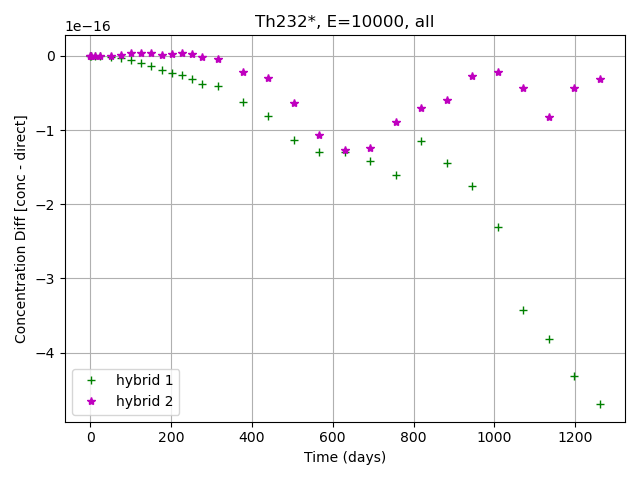 Th232*, E=10000, all
1e−16
0
−1
−2
−3
−4
Concentration Diff [conc - direct]
hybrid 1
hybrid 2
0 200 400 600 800 1000 1200
Time (days)